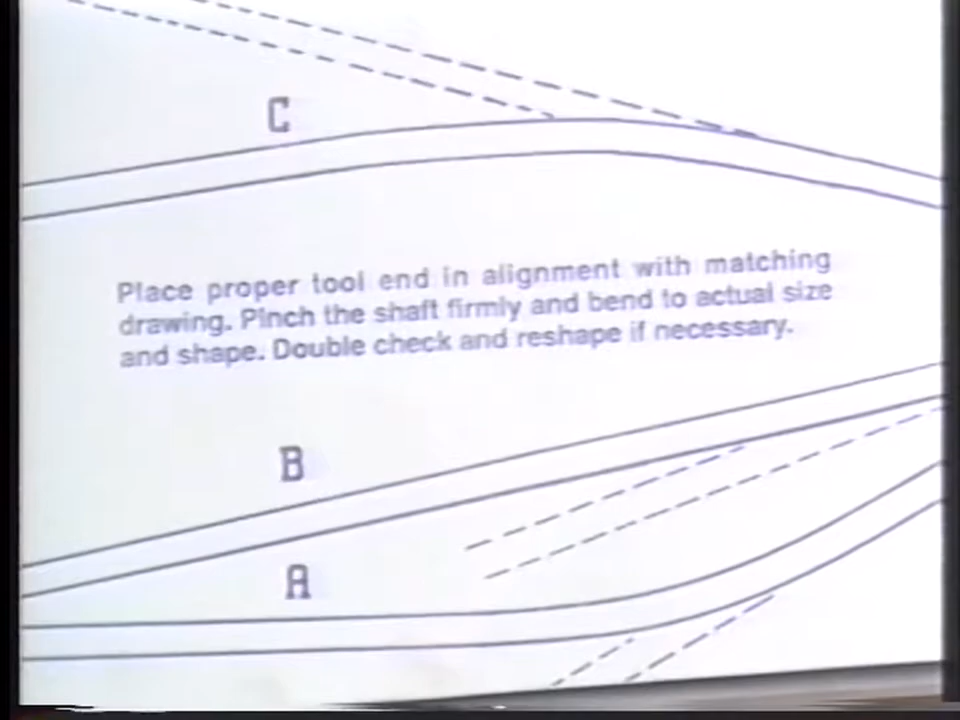 C
Place proper tool end in alignment with matching
drawing. Pinch the shaft firmly and bend to actual size
and shape. Double check and reshape if necessary.
B
A